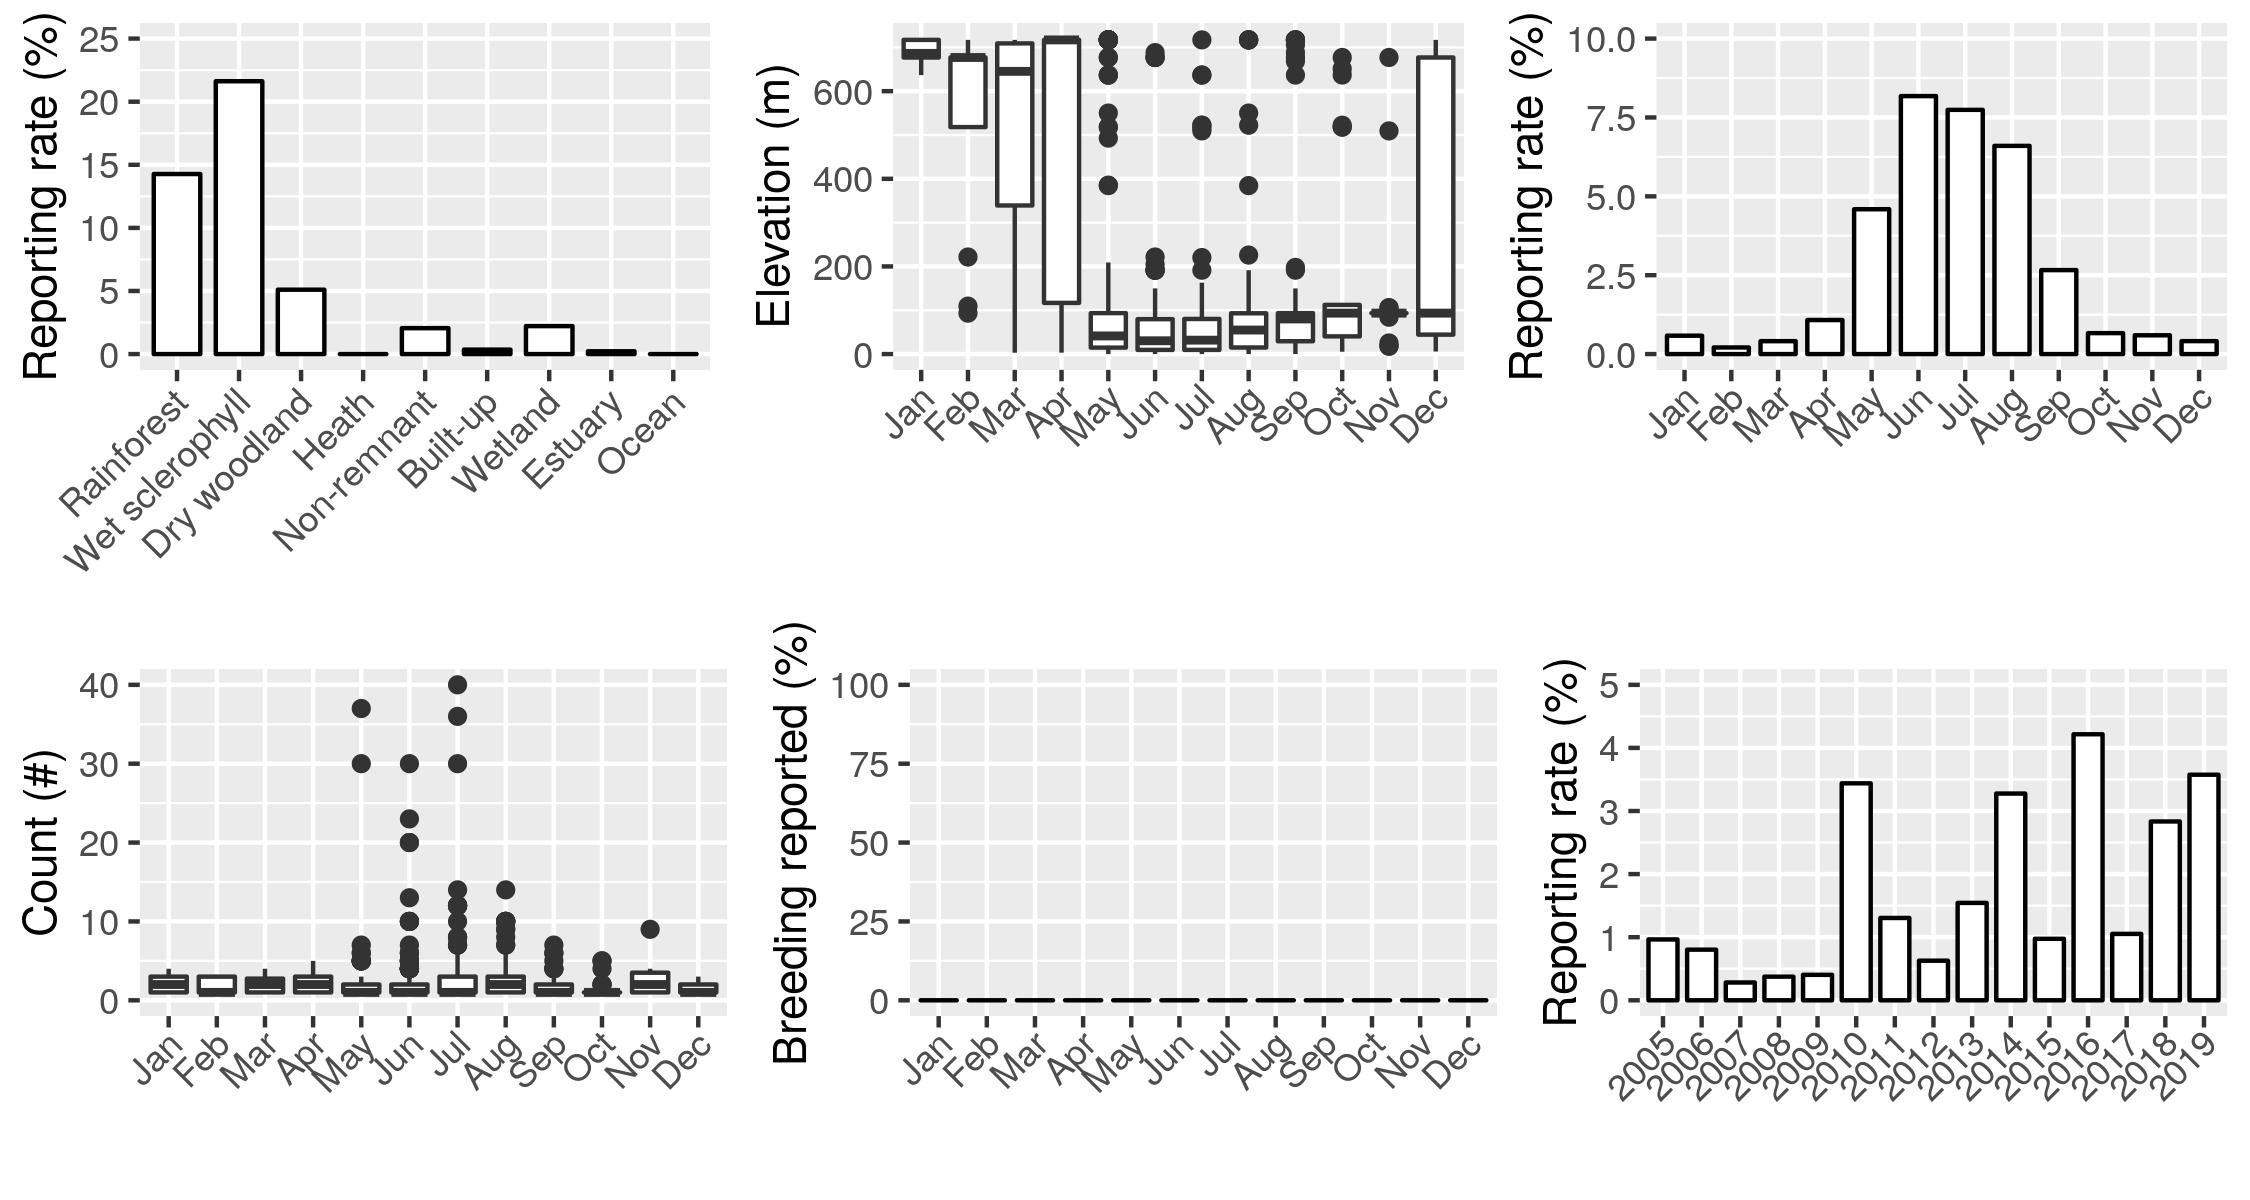 Reporting rate (%)
25
20
15
10
5
0
Rainforest
Wet sclerophyll
Dry woodland
Heath
Non-remnant
Built-up
Wetland
Estuary
Ocean
Elevation (m)
600
400
200
0
Jan
Feb
Mar
Apr
May
Jun
Jul
Aug
Sep
Oct
Nov
Dec
Reporting rate (%)
10.0
7.5
5.0
2.5
0.0
Jan
Feb
Mar
Apr
May
Jun
Jul
Aug
Sep
Oct
Nov
Dec
Count (#)
40
30
20
10
0
Jan
Feb
Mar
Apr
May
Jun
Jul
Aug
Sep
Oct
Nov
Dec
Breeding reported (%)
100
75
50
25
0
Jan
Feb
Mar
Apr
May
Jun
Jul
Aug
Sep
Oct
Nov
Dec
Reporting rate (%)
5
4
3
2
1
0
2005
2006
2007
2008
2009
2010
2011
2012
2013
2014
2015
2016
2017
2018
2019